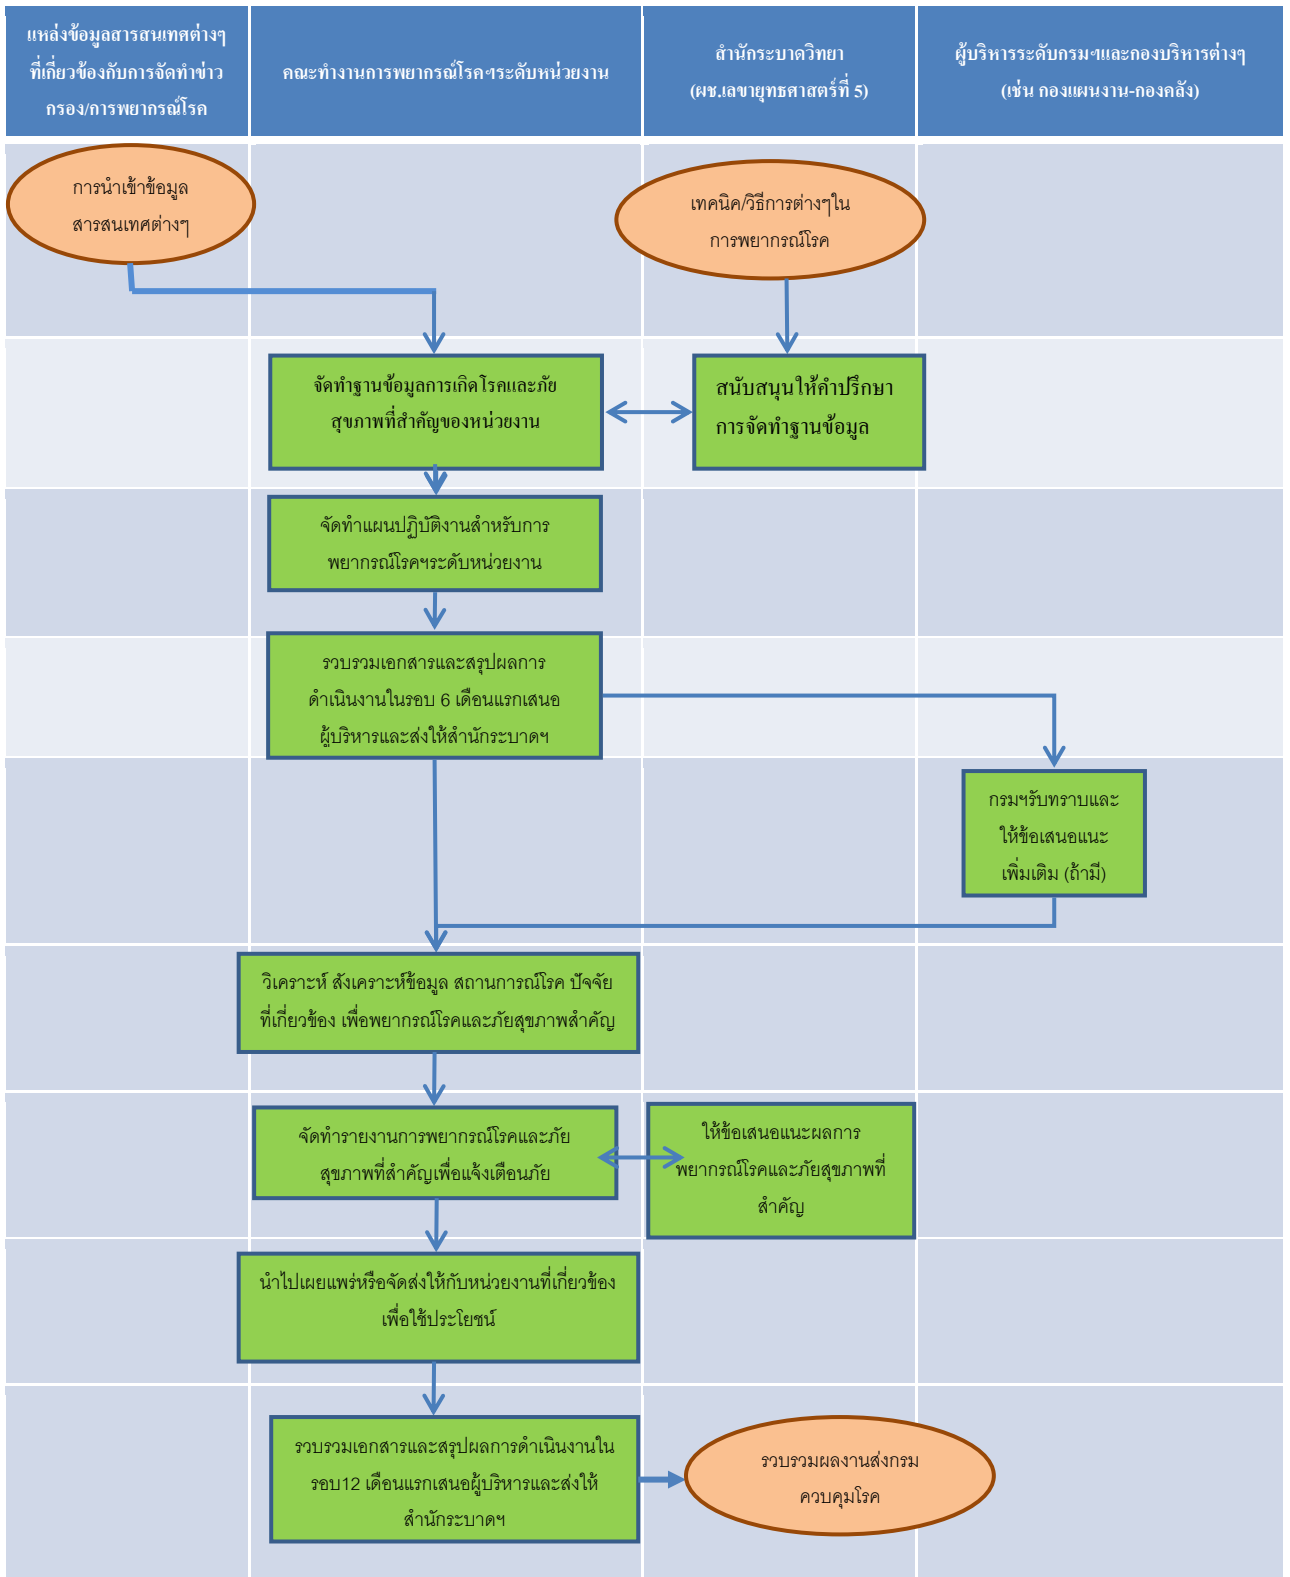 แหล่งข้อมูลสารสนเทศต่างๆ
ที่เกี่ยวข้องกับการจัดทำข่าว
กรอง/การพยากรณ์โรค
คณะทำงานการพยากรณ์โรคฯระดับหน่วยงาน
สำนักระบาดวิทยา
(ผช.เลขายุทธศาสตร์ที่ 5)
ผู้บริหารระดับกรมฯและกองบริหารต่างๆ
(เช่น กองแผนงาน-กองคลัง)
การนำเข้าข้อมูล
สารสนเทศต่างๆ
เทคนิค/วิธีการต่างๆใน
การพยากรณ์โรค
จัดทำฐานข้อมูลการเกิดโรคและภัย
สุขภาพที่สำคัญของหน่วยงาน
สนับสนุนให้คำปรึกษา
การจัดทำฐานข้อมูล
จัดทำแผนปฏิบัติงานสำหรับการ
พยากรณ์โรคฯระดับหน่วยงาน
รวบรวมเอกสารและสรุปผลการ
ดำเนินงานในรอบ 6 เดือนแรกเสนอ
ผู้บริหารและส่งให้สำนักระบาดฯ
กรมฯรับทราบและ
ให้ข้อเสนอแนะ
เพิ่มเติม (ถ้ามี)
วิเคราะห์ สังเคราะห์ข้อมูล สถานการณ์โรค ปัจจัย
ที่เกี่ยวข้อง เพื่อพยากรณ์โรคและภัยสุขภาพสำคัญ
จัดทำรายงานการพยากรณ์โรคและภัย
สุขภาพที่สำคัญเพื่อแจ้งเตือนภัย
ให้ข้อเสนอแนะผลการ
พยากรณ์โรคและภัยสุขภาพที่
สำคัญ
นำไปเผยแพร่หรือจัดส่งให้กับหน่วยงานที่เกี่ยวข้อง
เพื่อใช้ประโยชน์
รวบรวมเอกสารและสรุปผลการดำเนินงานใน
รอบ12 เดือนแรกเสนอผู้บริหารและส่งให้
สำนักระบาดฯ
รวบรวมผลงานส่งกรม
ควบคุมโรค